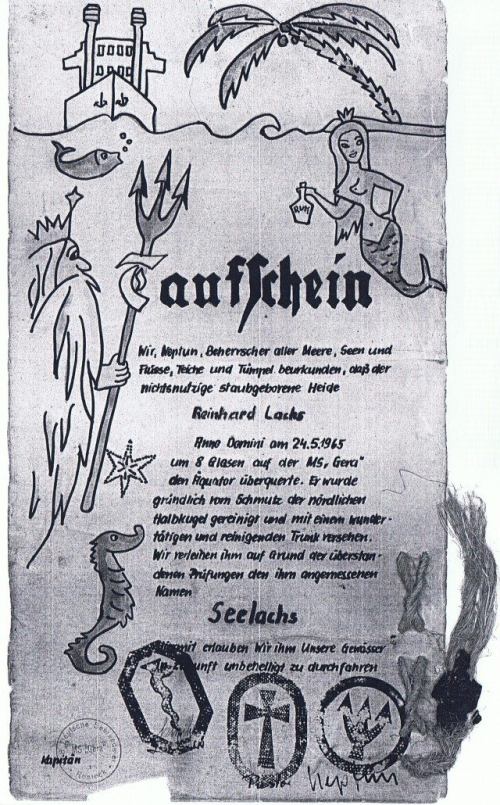 RUM
Taufschein
Wir, Neptun, Beherrscher aller Meere, Seen und
Flüsse, Teiche und Tümpel beurkunden, daß der
nichtsnutzige staubgeborene Heide
Reinhard Lachs
Anno Domini am 24.5.1965
um 8 Glasen auf der MS „Gera"
den Äquator überquerte. Er wurde
gründlich vom Schmutz der nördlichen
Halbkugel gereinigt und mit einem wunder-
tätigen und reinigenden Trunk versehen.
Wir verleihen ihm auf Grund der überstan-
denen Prüfungen den ihm angemessenen
Namen
Seelachs
Hiermit erlauben Wir ihm Unsere Gewässer
In Zukunft unbehelligt zu durchfahren
Kapitän
Rostock
Neptun